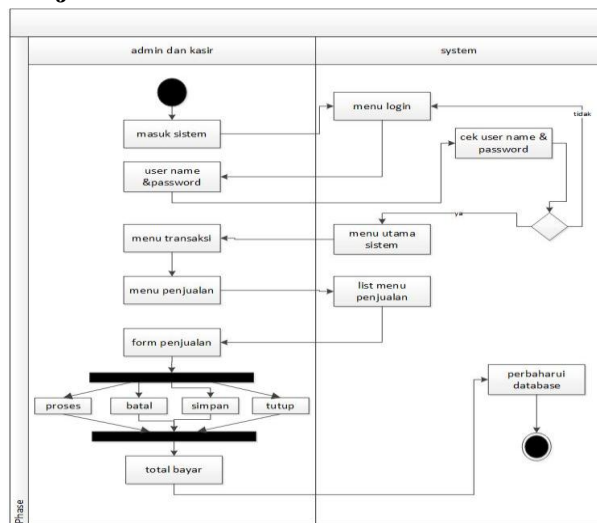 admin dan kasir
system
masuk sistem
menu login
tidak
cek user name &
password
user name
&password
ya
menu transaksi
menu utama
sistem
menu penjualan
list menu
penjualan
form penjualan
proses
batal
simpan
tutup
perbaharui
database
total bayar
Phase